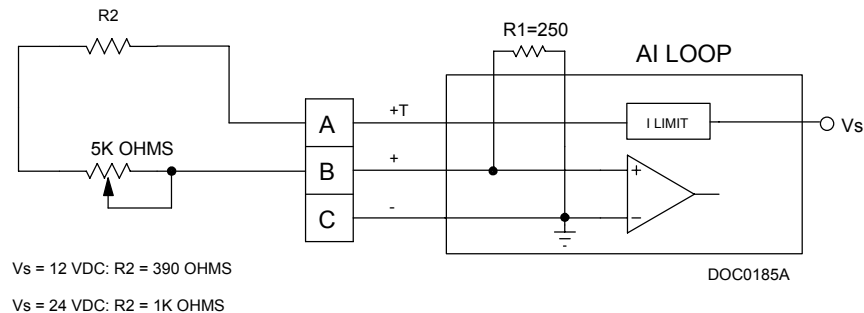 R2
R1=250
AI LOOP
A
+T
I LIMIT
Vs
5K OHMS
B
+
+
C
-
−
Vs = 12 VDC: R2 = 390 OHMS
DOC0185A
Vs = 24 VDC: R2 = 1K OHMS